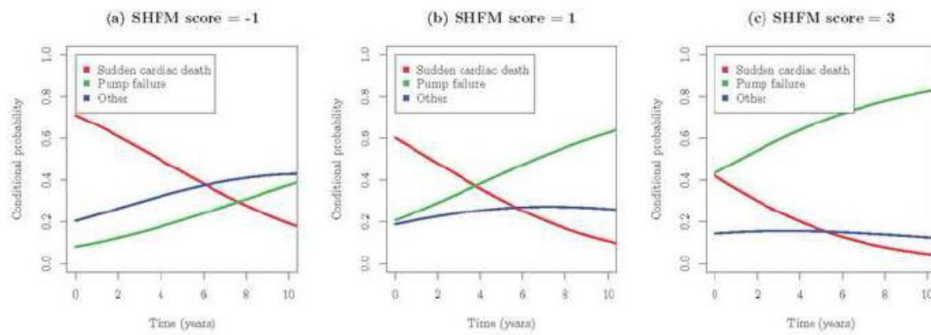 (a) SHFM score = -1
Conditional probability
1.0
0.8
0.6
0.4
0.2
0.0
Sudden cardiac death
Pump failure
Other
0 2 4 6 8 10
Time (years)
(b) SHFM score = 1
Conditional probability
1.0
0.8
0.6
0.4
0.2
0.0
Sudden cardiac death
Pump failure
Other
0 2 4 6 8 10
Time (years)
(c) SHFM score = 3
Conditional probability
1.0
0.8
0.6
0.4
0.2
0.0
Sudden cardiac death
Pump failure
Other
0 2 4 6 8 10
Time (years)